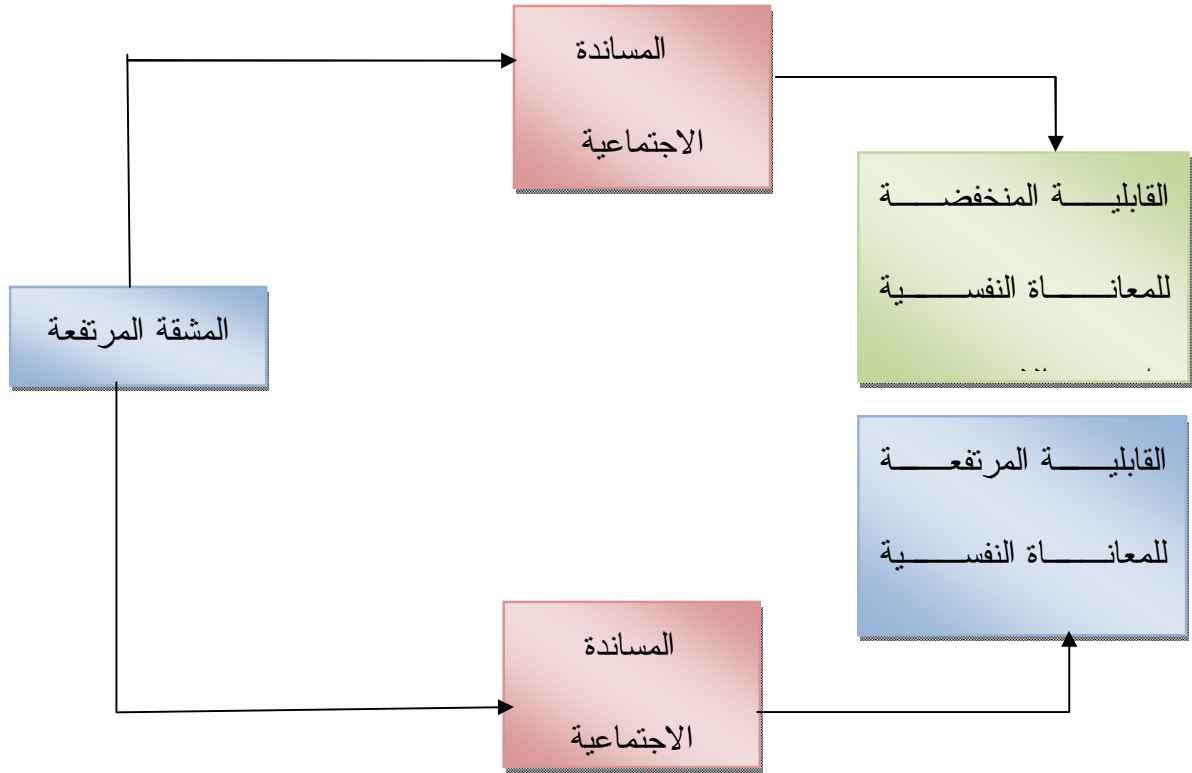 المساندة
الاجتماعية
القابلية المنخفضة
للمعاناة النفسية
المشقة المرتفعة
القابلية المرتفعة
للمعاناة النفسية
المساندة
الاجتماعية